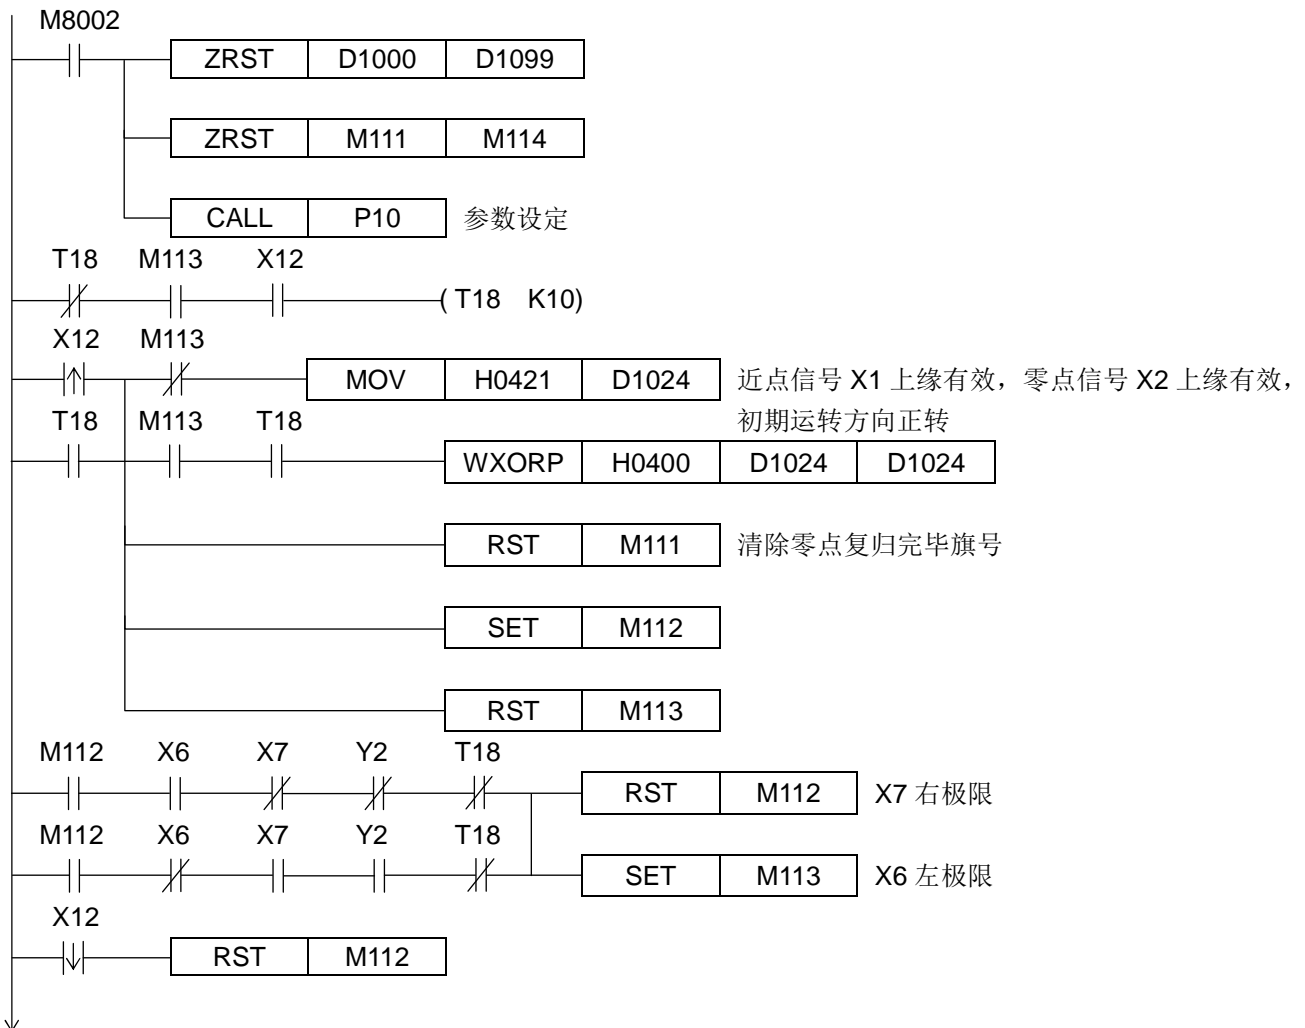 M8002
ZRST D1000 D1099
ZRST M111 M114
CALL P10 参数设定
T18 M113 X12
( T18 K10)
X12 M113
MOV H0421 D1024 近点信号 X1 上缘有效，零点信号 X2 上缘有效，
T18 M113 T18 初期运转方向正转
WXORP H0400 D1024 D1024
RST M111 清除零点复归完毕旗号
SET M112
RST M113
M112 X6 X7 Y2 T18
RST M112 X7 右极限
M112 X6 X7 Y2 T18
SET M113 X6 左极限
X12
RST M112